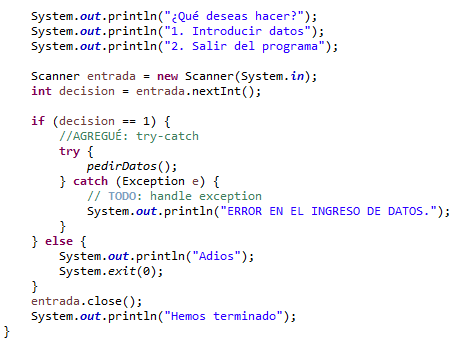 System.out.println("¿Qué deseas hacer?");
System.out.println("1. Introducir datos");
System.out.println("2. Salir del programa");
Scanner entrada = new Scanner(System.in);
int decision = entrada.nextInt();
if (decision == 1) {
//AGREGUÉ: try-catch
try {
pedirDatos();
} catch (Exception e) {
// TODO: handle exception
System.out.println("ERROR EN EL INGRESO DE DATOS.");
}
} else {
System.out.println("Adios");
System.exit(0);
}
entrada.close();
System.out.println("Hemos terminado");
}